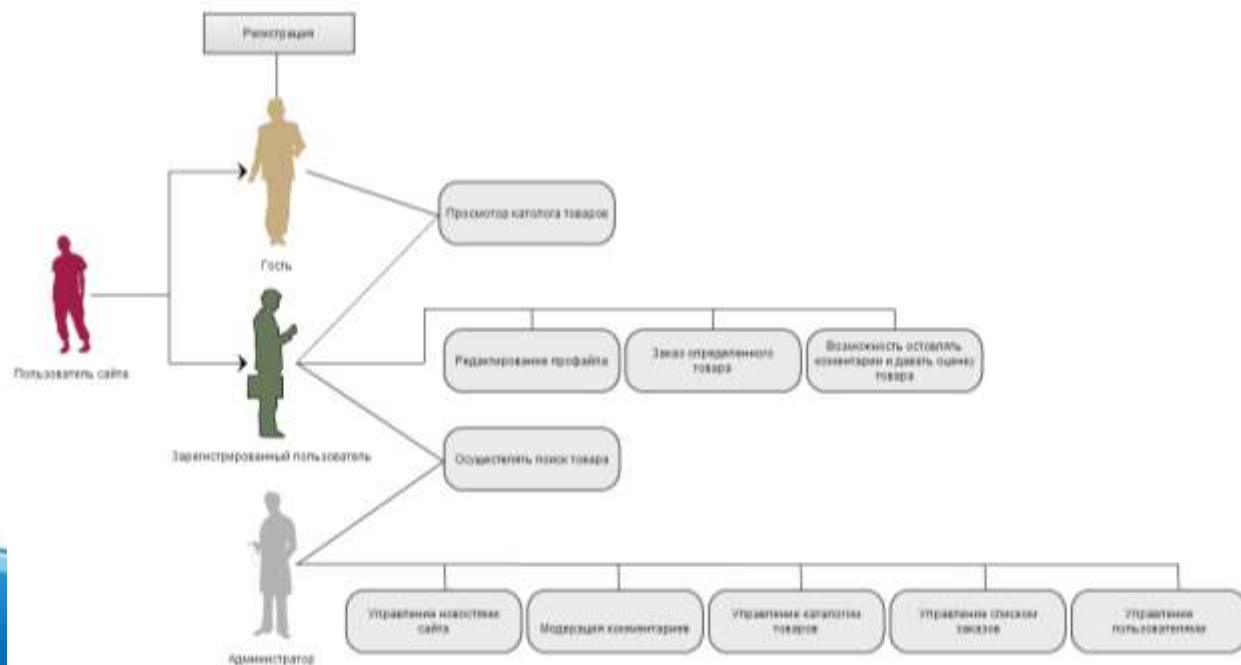 Регистрация
Гость
Пользователь сайта
Зарегистрированный пользователь
Администратор
Просмотор католога товаров
Редактирование профайла
Заказ определенного
товара
Возможность оставлять
коментарии и давать оценку
товара
Осуществлять поиск товара
Управление новостями
сайта
Модерация комментариев
Управление каталогом
товаров
Управление списком
заказов
Управление
пользователями